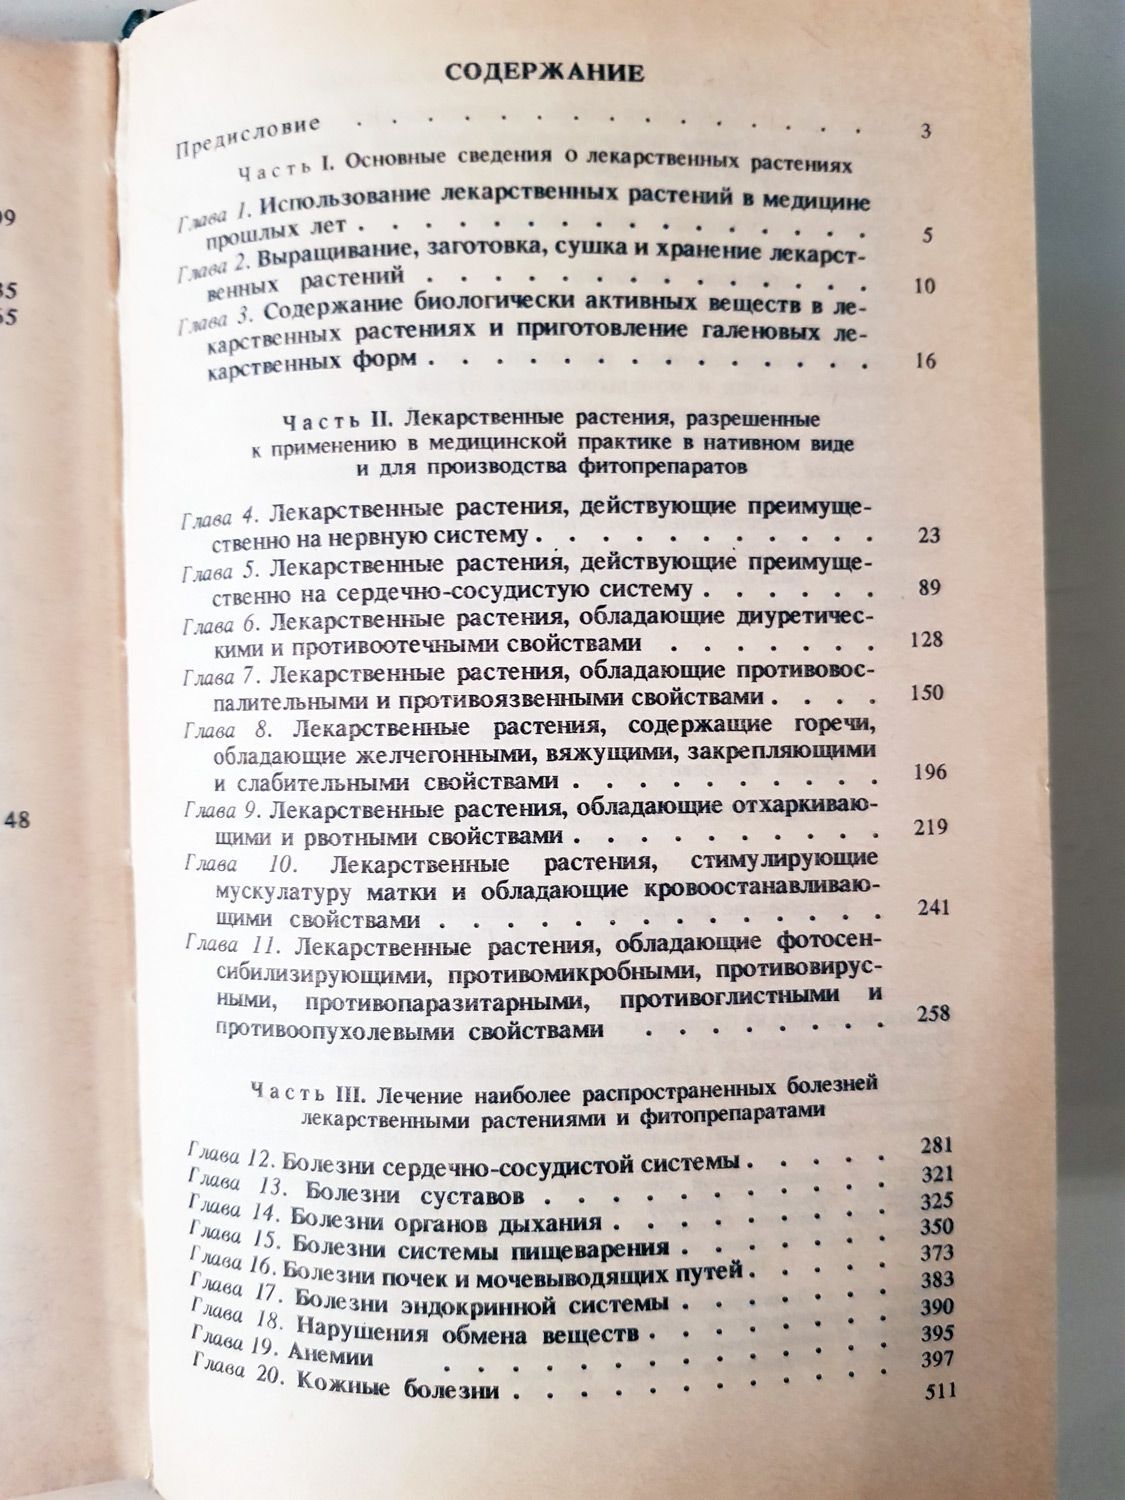 48
СОДЕРЖАНИЕ
Предисловие . . . . . . . . . . . . . . . 3
Часть I. Основные сведения о лекарственных растениях
Глава 1. Использование лекарственных растений в медицине
прошлых лет . . . . . . . . . . . . . . . 5
Глава 2. Выращивание, заготовка, сушка и хранение лекарст-
венных растений . . . . . . . . . . . . . 10
Глава 3. Содержание биологически активных веществ в ле-
карственных растениях и приготовление галеновых ле-
карственных форм . . . . . . . . . . . . . 16
Часть II. Лекарственные растения, разрешенные
к применению в медицинской практике в нативном виде
и для производства фитопрепаратов
Глава 4. Лекарственные растения, действующие преимуще-
ственно на нервную систему . . . . . . . . . . . 23
Глава 5. Лекарственные растения, действующие преимуще-
ственно на сердечно-сосудистую систему . . . . . . 89
Глава 6. Лекарственные растения, обладающие диуретичес-
кими и противоотечными свойствами . . . . . . . 128
Глава 7. Лекарственные растения, обладающие противовос-
палительными и противоязвенными свойствами . . . . 150
Глава 8. Лекарственные растения, содержащие горечи,
обладающие желчегонными, вяжущими, закрепляющими
и слабительными свойствами . . . . . . . . . . 196
Глава 9. Лекарственные растения, обладающие отхаркиваю-
щими и рвотными свойствами . . . . . . . . . . 219
Глава 10. Лекарственные растения, стимулирующие
мускулатуру матки и обладающие кровоостанавливаю-
щими свойствами . . . . . . . . . . . . . 241
Глава 11. Лекарственные растения, обладающие фотосен-
сибилизирующими, противомикробными, противовирус-
ными, противопаразитарными, противоглистными и
противоопухолевыми свойствами . . . . . . . . 258
Часть III. Лечение наиболее распространенных болезней
лекарственными растениями и фитопрепаратами
Глава 12. Болезни сердечно-сосудистой системы . . . . . 281
Глава 13. Болезни суставов . . . . . . . . . . . 321
Глава 14. Болезни органов дыхания . . . . . . . . . 325
Глава 15. Болезни системы пищеварения . . . . . . . 350
Глава 16. Болезни почек и мочевыводящих путей . . . . . 373
Глава 17. Болезни эндокринной системы . . . . . . . 383
Глава 18. Нарушения обмена веществ . . . . . . . . 390
Глава 19. Анемии . . . . . . . . . . . . . 395
Глава 20. Кожные болезни . . . . . . . . . . . . 397
511